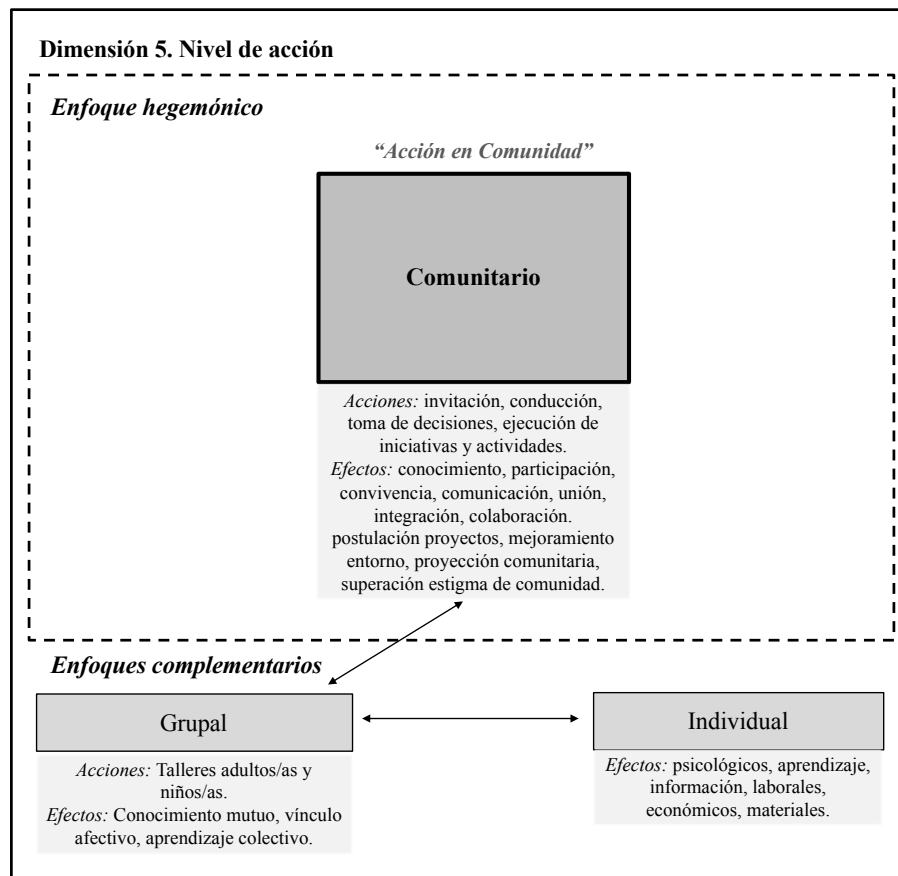 Dimensión 5. Nivel de acción
Enfoque hegemónico
“Acción en Comunidad”
Comunitario
Acciones: invitación, conducción,
toma de decisiones, ejecución de
iniciativas y actividades.
Efectos: conocimiento, participación,
convivencia, comunicación, unión,
integración, colaboración.
postulación proyectos, mejoramiento
entorno, proyección comunitaria,
superación estigma de comunidad.
Enfoques complementarios
Grupal
Acciones: Talleres adultos/as y
niños/as.
Efectos: Conocimiento mutuo, vínculo
afectivo, aprendizaje colectivo.
Individual
Efectos: psicológicos, aprendizaje,
información, laborales,
económicos, materiales.